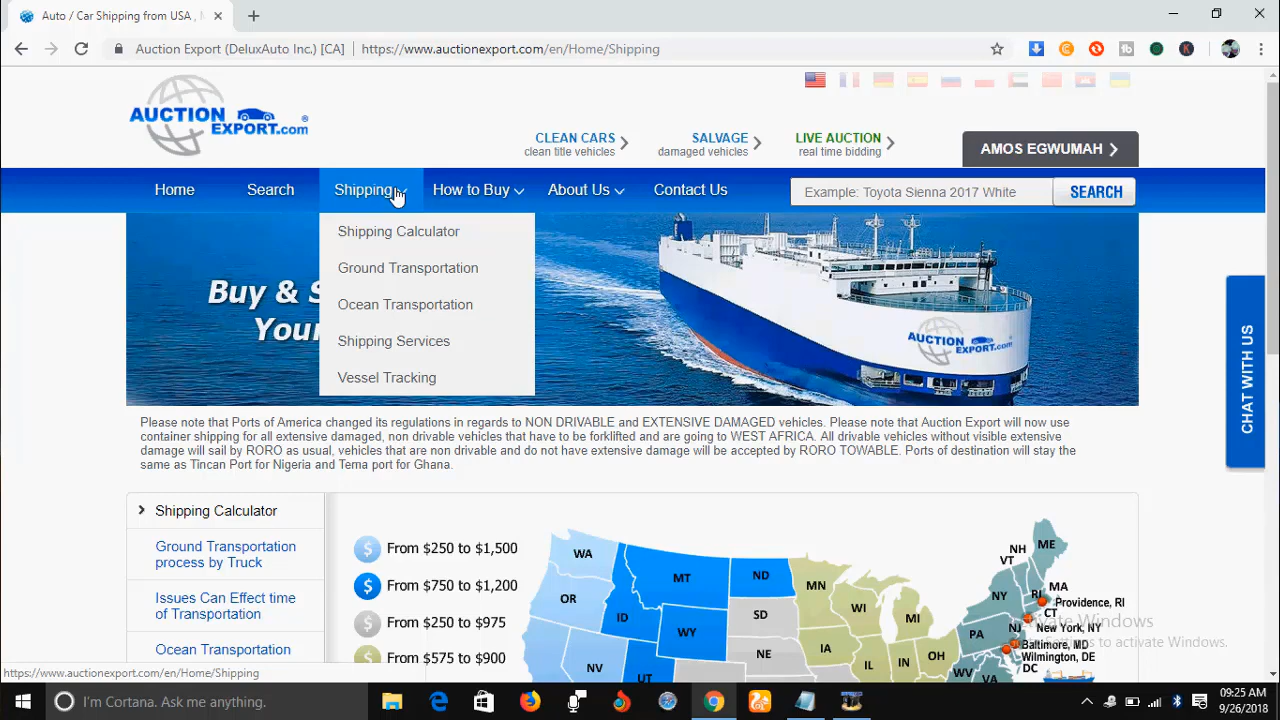 Auto / Car Shipping from USA ,
Auction Export (DeluxAuto Inc.) [CA]
https://www.auctionexport.com/en/Home/Shipping
AUCTION
EXPORT.com
CLEAN CARS
clean title vehicles
SALVAGE
damaged vehicles
LIVE AUCTION
real time bidding
AMOS EGWUMAH
Home
Search
Shipping
How to Buy
About Us
Contact Us
Example: Toyota Sienna 2017 White
SEARCH
Shipping Calculator
Ground Transportation
Ocean Transportation
Shipping Services
Vessel Tracking
Buy & S
Your
AUCTION
EXPORT.com
CHAT WITH US
Please note that Ports of America changed its regulations in regards to NON DRIVABLE and EXTENSIVE DAMAGED vehicles. Please note that Auction Export will now use
container shipping for all extensive damaged, non drivable vehicles that have to be forklifted and are going to WEST AFRICA. All drivable vehicles without visible extensive
damage will sail by RORO as usual, vehicles that are non drivable and do not have extensive damage will be accepted by RORO TOWABLE. Ports of destination will stay the
same as Tincan Port for Nigeria and Tema port for Ghana.
Shipping Calculator
Ground Transportation
process by Truck
Issues Can Effect time
of Transportation
Ocean Transportation
$ From $250 to $1,500
$ From $750 to $1,200
$ From $250 to $975
$ From $575 to $900
WA
OR
NV
ID
MT
WY
UT
ND
SD
NE
MN
IA
WI
IL
MI
IN
OH
PA
WV
VA
NY
VT
NH
ME
MA
RI
CT
NJ
DC
Providence, RI
New York, NY
Baltimore, MD
Wilmington, DE
Activate Windows
Settings to activate Windows.
https://www.auctionexport.com/en/Home/Shipping
I'm Cortana. Ask me anything.
09:25 AM
9/26/2018